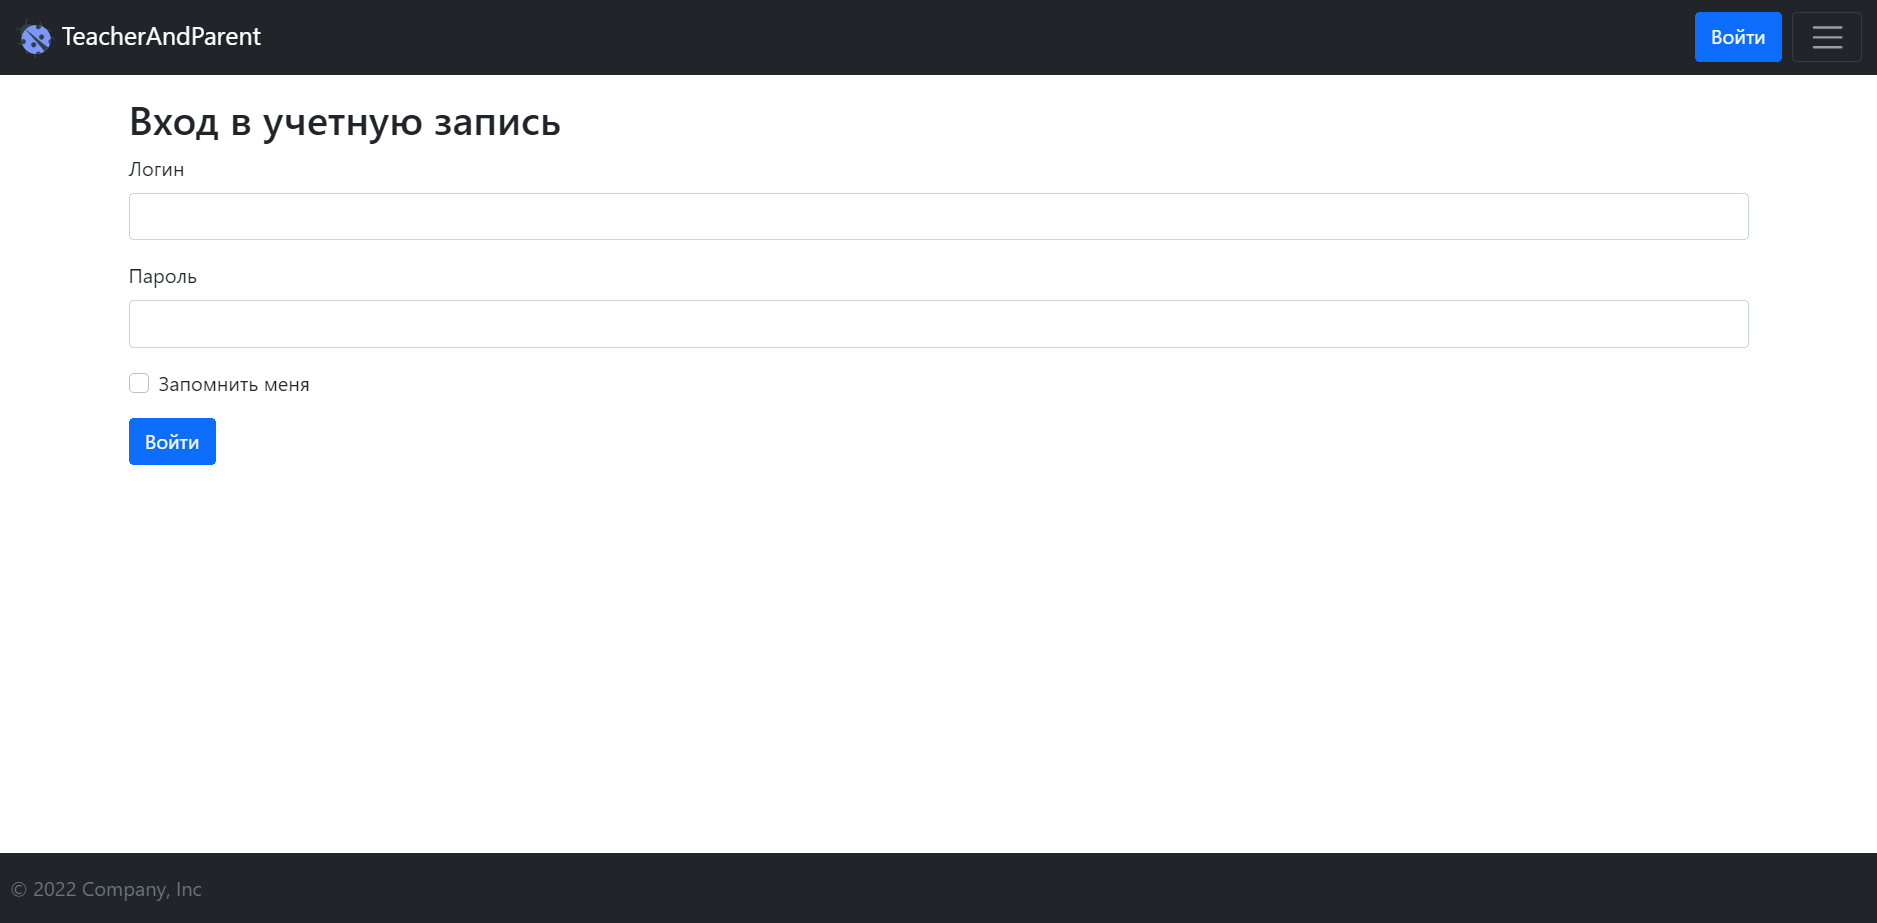 TeacherAndParent
Войти
Вход в учетную запись
Логин
Пароль
Запомнить меня
Войти
© 2022 Company, Inc